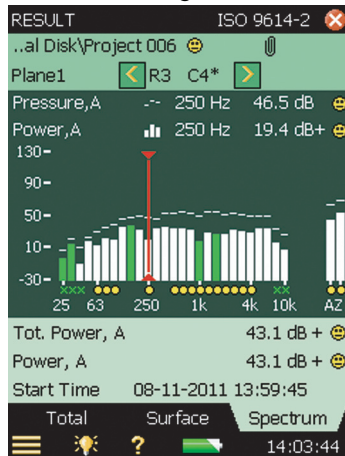 RESULT ISO 9614-2
..al Disk\Project 006
Plane1 < R3 C4* >
Pressure,A 250 Hz 46.5 dB
Power,A 250 Hz 19.4 dB+
130-
90-
50-
10-
-30-
××× ××
25 63 250 1k 4k 10k AZ
Tot. Power, A 43.1 dB +
Power, A 43.1 dB +
Start Time 08-11-2011 13:59:45
Total Surface Spectrum
? 14:03:44